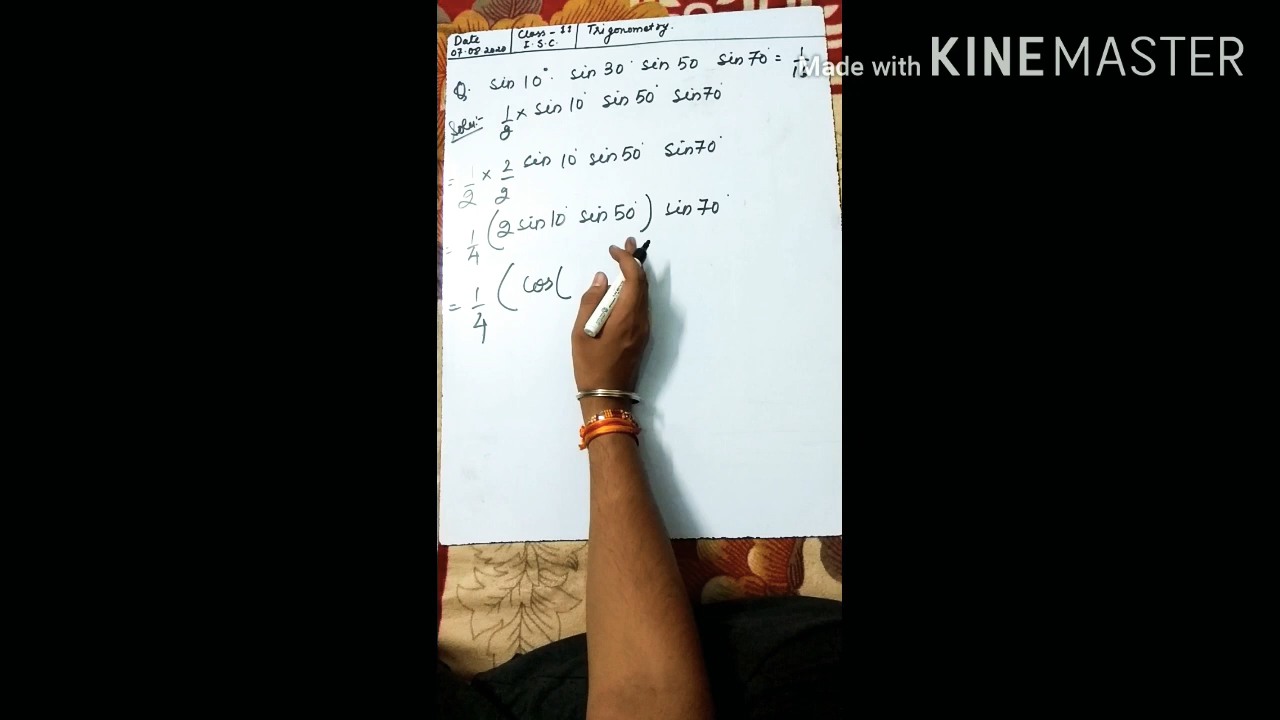 Made with KINEMASTER
Date
07.08.2020
Class - 11
I.S.C.
Trigonometry.
Q. sin 10°. sin 30° sin 50 sin 70° = 1/16
Soln:- 1/2 × sin 10° sin 50° sin 70°
= 1/2 × 2/2 sin 10° sin 50° sin 70°
= 1/4 (2 sin 10° sin 50°) sin 70°
= 1/4 ( cos(